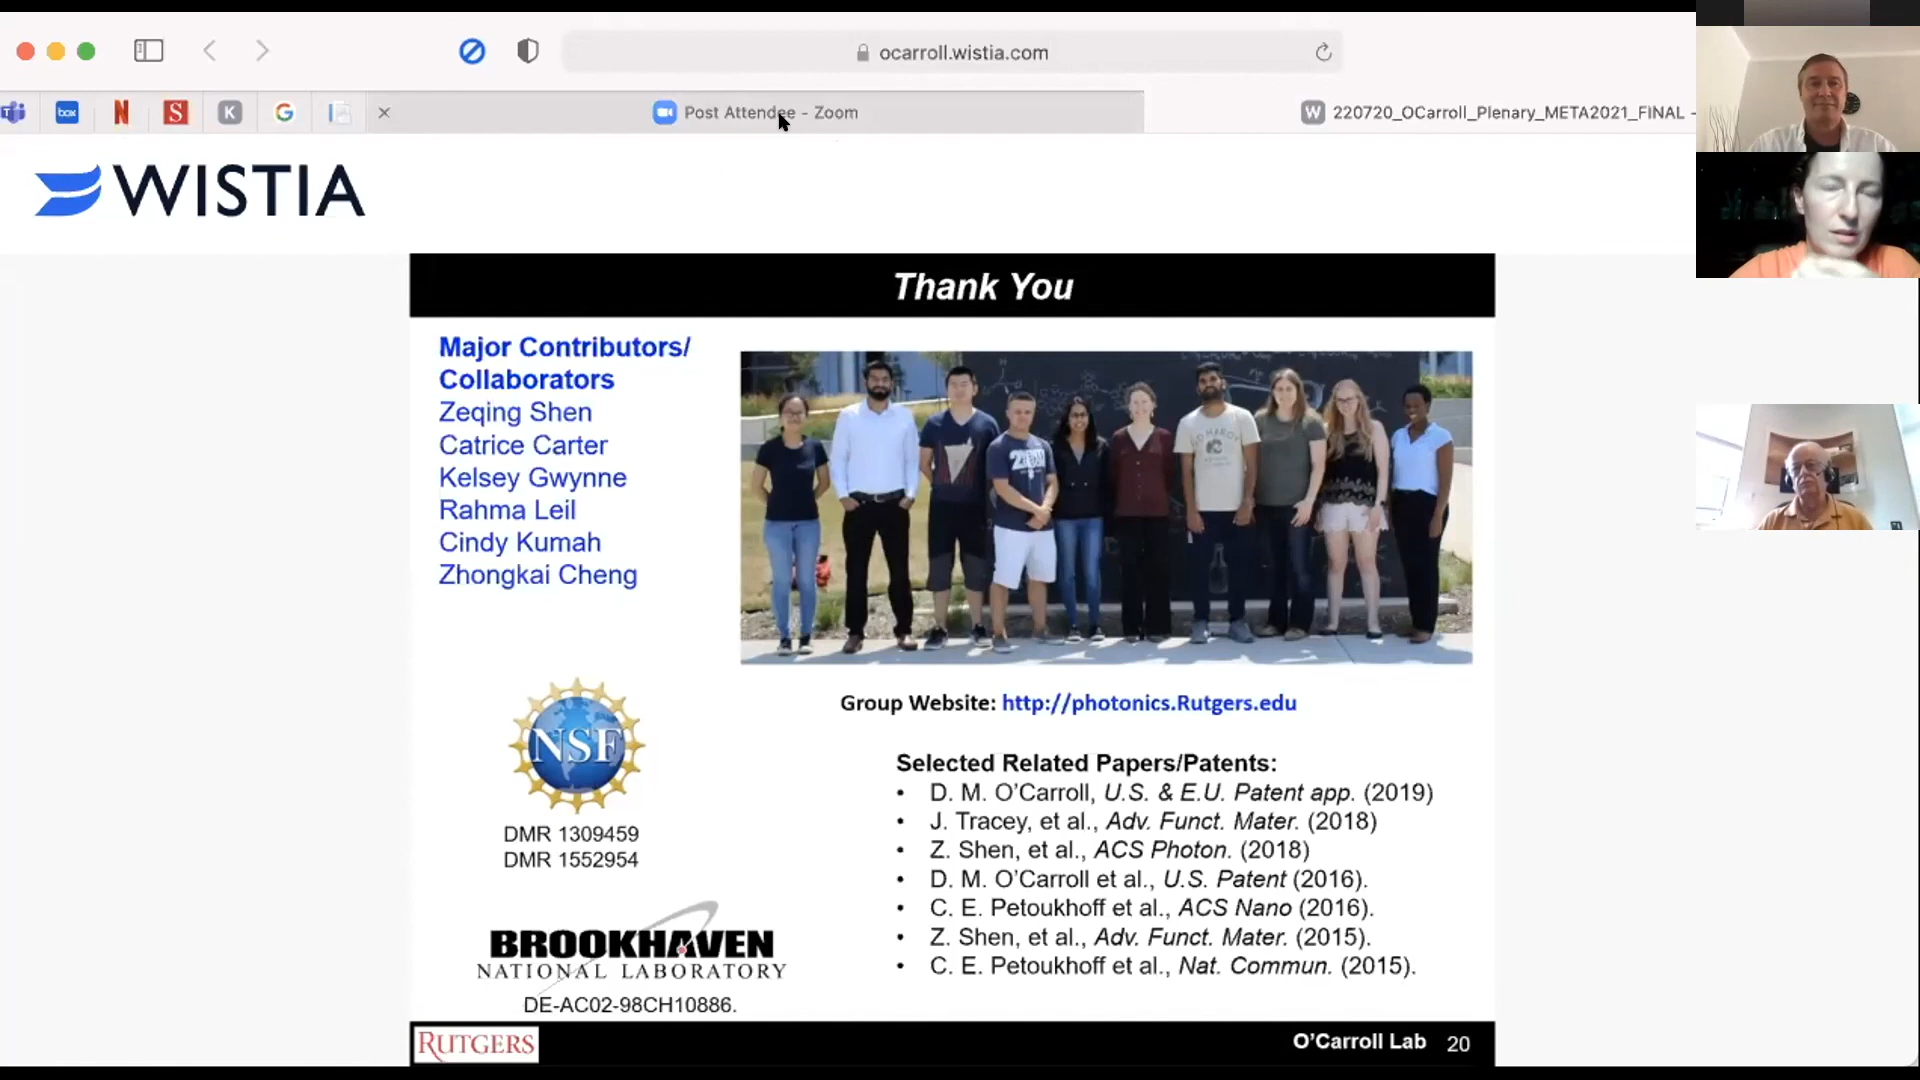 ocarroll.wistia.com
box
N
S
K
G
Post Attendee - Zoom
W
220720_OCarroll_Plenary_META2021_FINAL -
WISTIA
Thank You
Major Contributors/
Collaborators
Zeqing Shen
Catrice Carter
Kelsey Gwynne
Rahma Leil
Cindy Kumah
Zhongkai Cheng
Group Website: http://photonics.Rutgers.edu
NSF
DMR 1309459
DMR 1552954
Selected Related Papers/Patents:
• D. M. O'Carroll, U.S. & E.U. Patent app. (2019)
• J. Tracey, et al., Adv. Funct. Mater. (2018)
• Z. Shen, et al., ACS Photon. (2018)
• D. M. O'Carroll et al., U.S. Patent (2016).
• C. E. Petoukhoff et al., ACS Nano (2016).
• Z. Shen, et al., Adv. Funct. Mater. (2015).
• C. E. Petoukhoff et al., Nat. Commun. (2015).
BROOKHAVEN
NATIONAL LABORATORY
DE-AC02-98CH10886.
RUTGERS
O'Carroll Lab 20